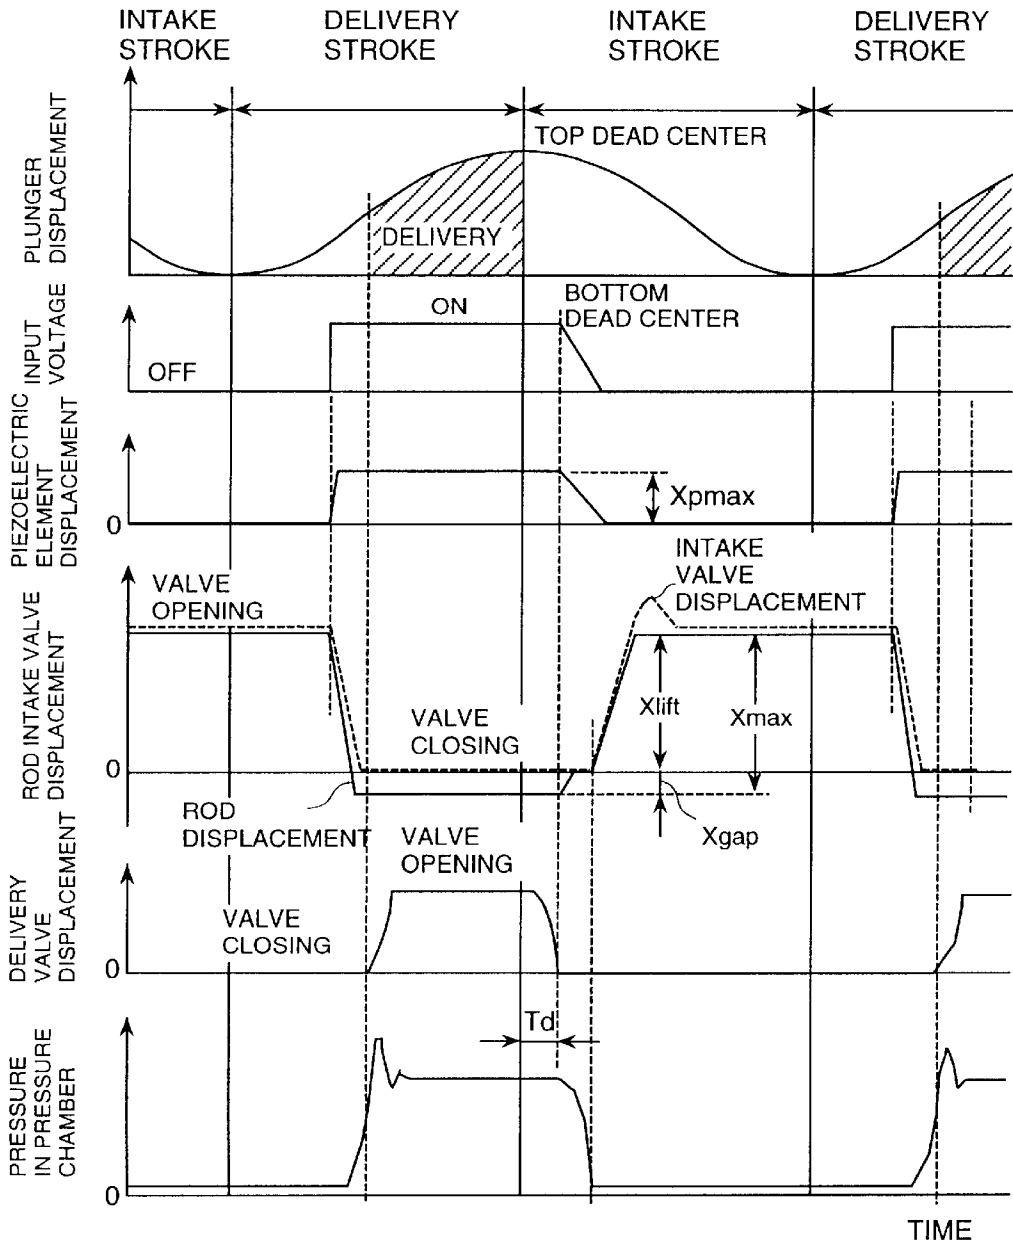 INTAKE
STROKE
DELIVERY
STROKE
INTAKE
STROKE
DELIVERY
STROKE
PLUNGER
DISPLACEMENT
TOP DEAD CENTER
DELIVERY
INPUT
VOLTAGE
ON
OFF
BOTTOM
DEAD CENTER
PIEZOELECTRIC
ELEMENT
DISPLACEMENT
0
Xpmax
ROD INTAKE VALVE
DISPLACEMENT
VALVE
OPENING
INTAKE
VALVE
DISPLACEMENT
VALVE
CLOSING
Xlift
Xmax
0
ROD
DISPLACEMENT
Xgap
DELIVERY
VALVE
DISPLACEMENT
VALVE
OPENING
VALVE
CLOSING
0
Td
PRESSURE
IN PRESSURE
CHAMBER
0
TIME